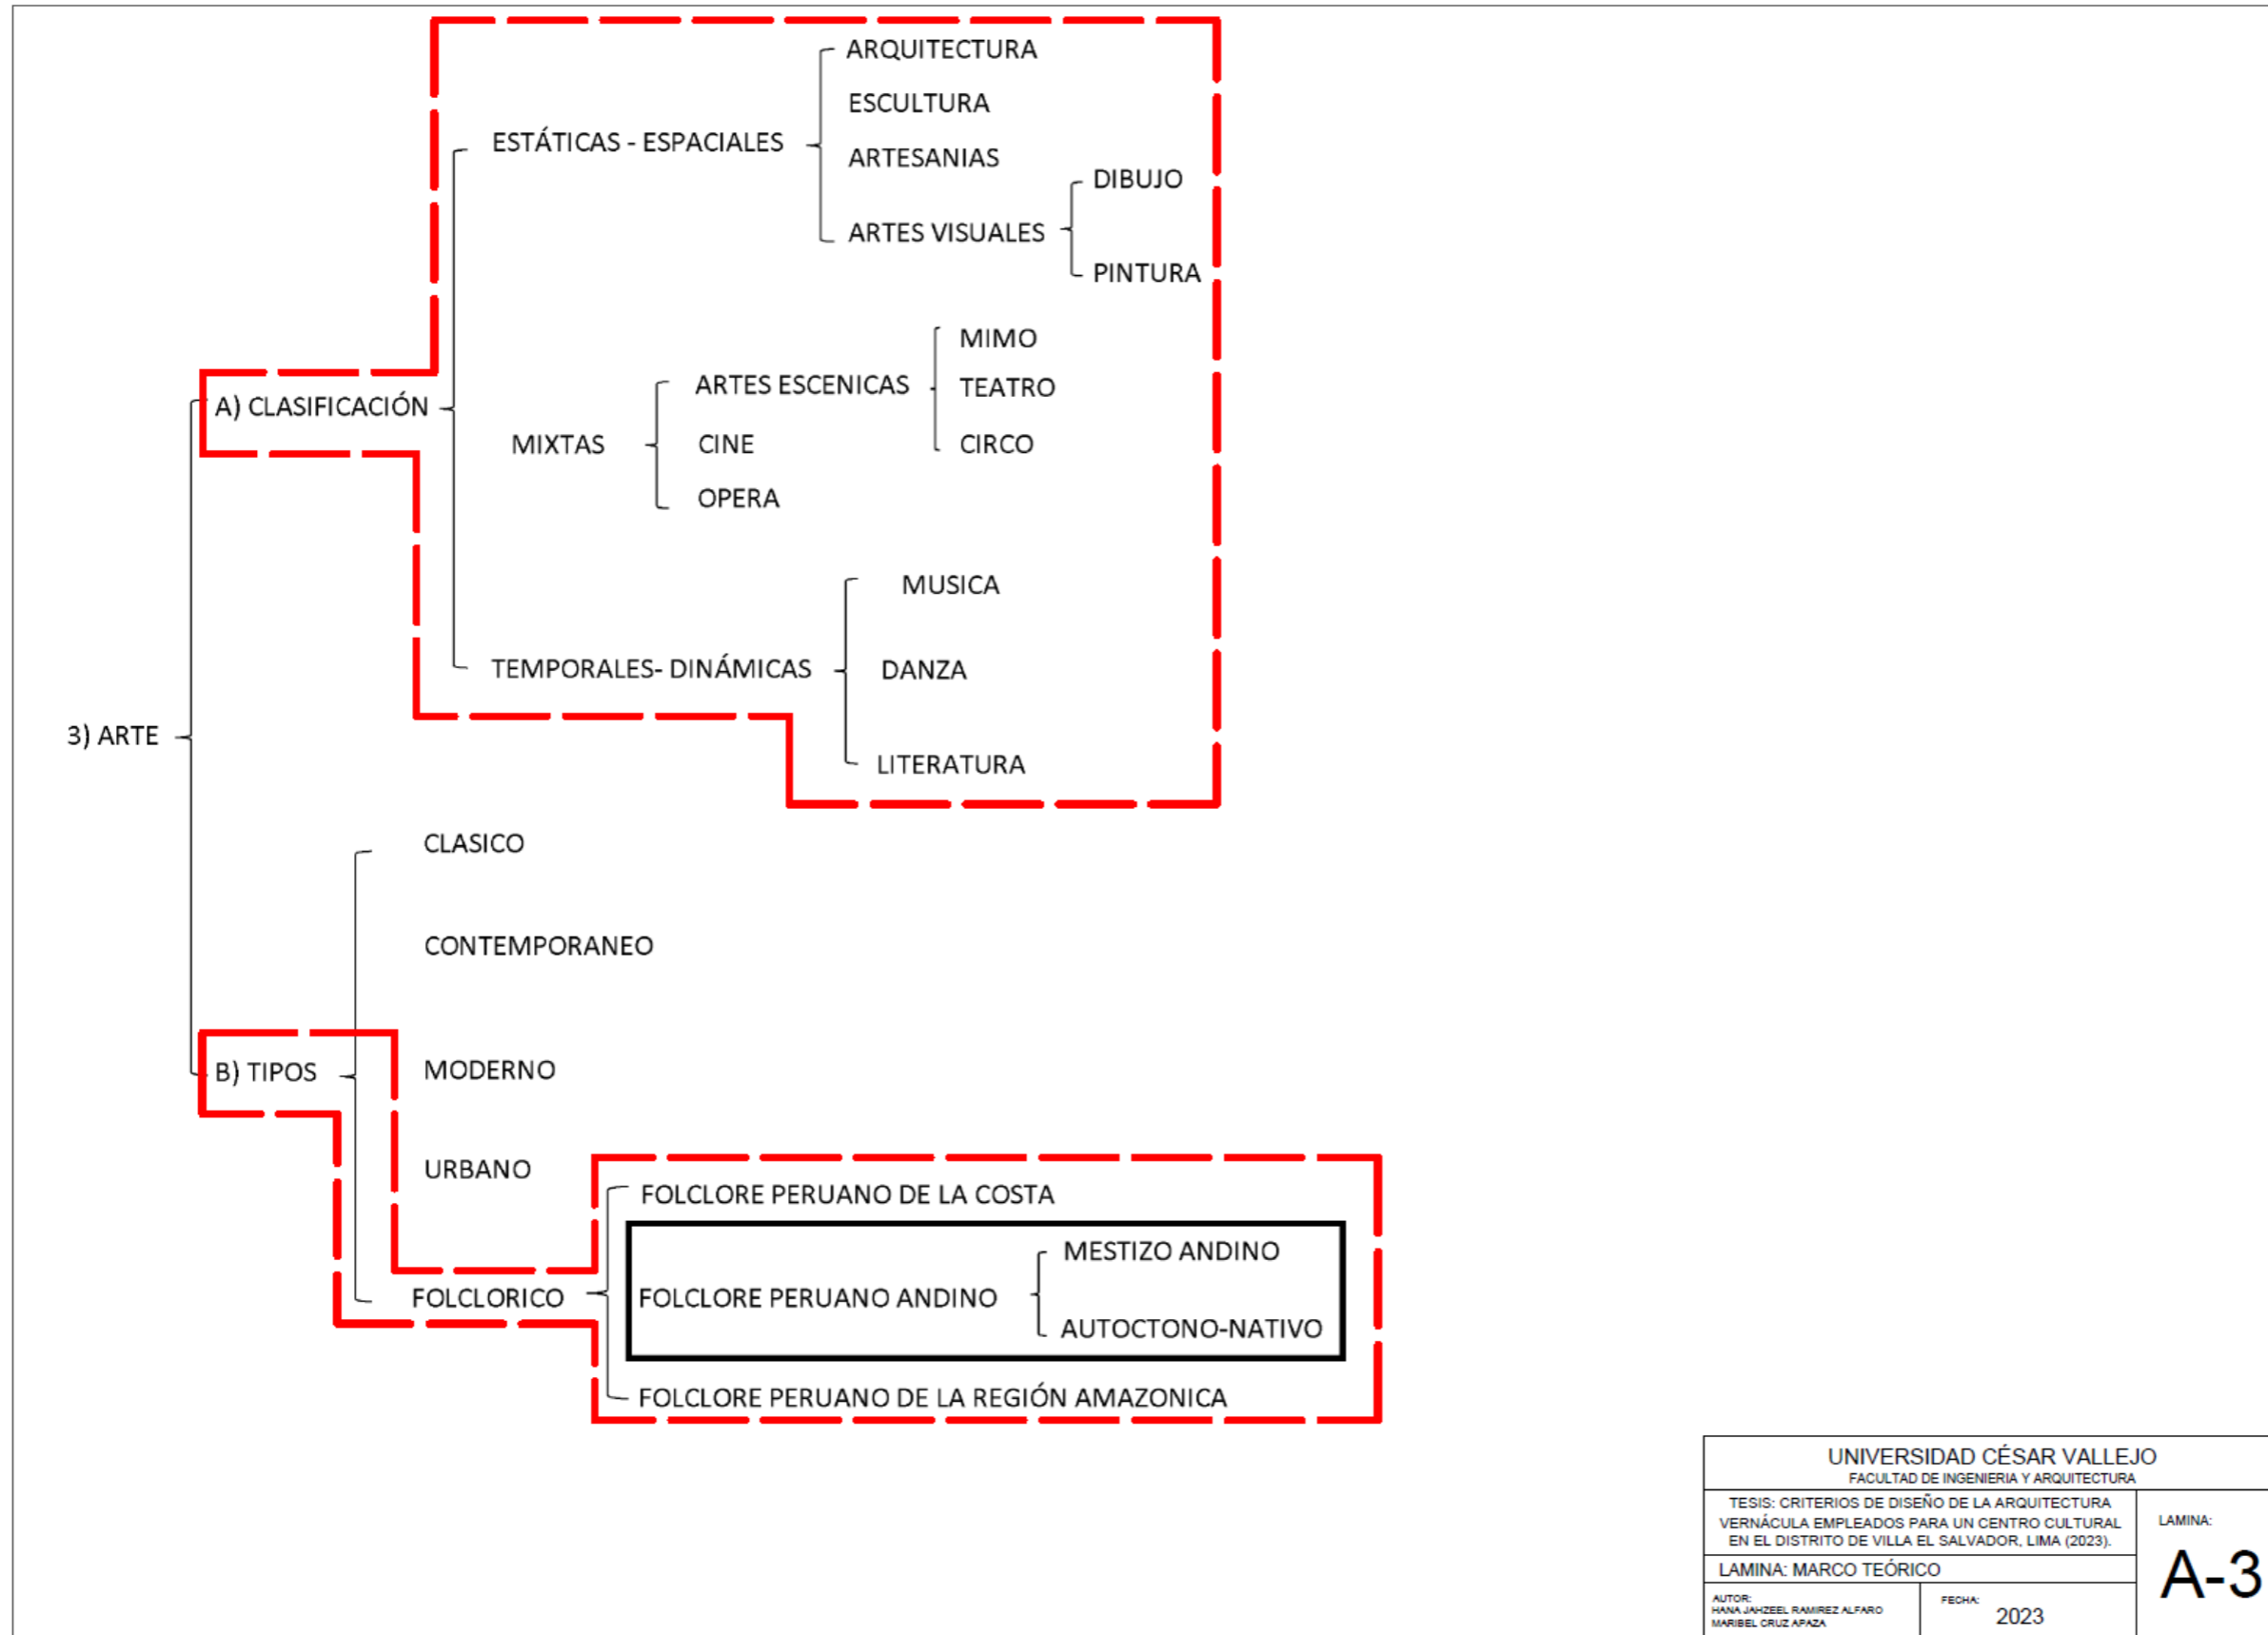 3) ARTE
A) CLASIFICACIÓN
ESTÁTICAS - ESPACIALES
ARQUITECTURA
ESCULTURA
ARTESANIAS
ARTES VISUALES
DIBUJO
PINTURA
MIXTAS
ARTES ESCENICAS
MIMO
TEATRO
CIRCO
CINE
OPERA
TEMPORALES- DINÁMICAS
MUSICA
DANZA
LITERATURA
B) TIPOS
CLASICO
CONTEMPORANEO
MODERNO
URBANO
FOLCLORICO
FOLCLORE PERUANO DE LA COSTA
FOLCLORE PERUANO ANDINO
MESTIZO ANDINO
AUTOCTONO-NATIVO
FOLCLORE PERUANO DE LA REGIÓN AMAZONICA
UNIVERSIDAD CÉSAR VALLEJO
FACULTAD DE INGENIERIA Y ARQUITECTURA
TESIS: CRITERIOS DE DISEÑO DE LA ARQUITECTURA
VERNÁCULA EMPLEADOS PARA UN CENTRO CULTURAL
EN EL DISTRITO DE VILLA EL SALVADOR, LIMA (2023).
LAMINA: MARCO TEÓRICO
AUTOR:
HANA JAHZEEL RAMIREZ ALFARO
MARIBEL CRUZ APAZA
FECHA:
2023
LAMINA:
A-3